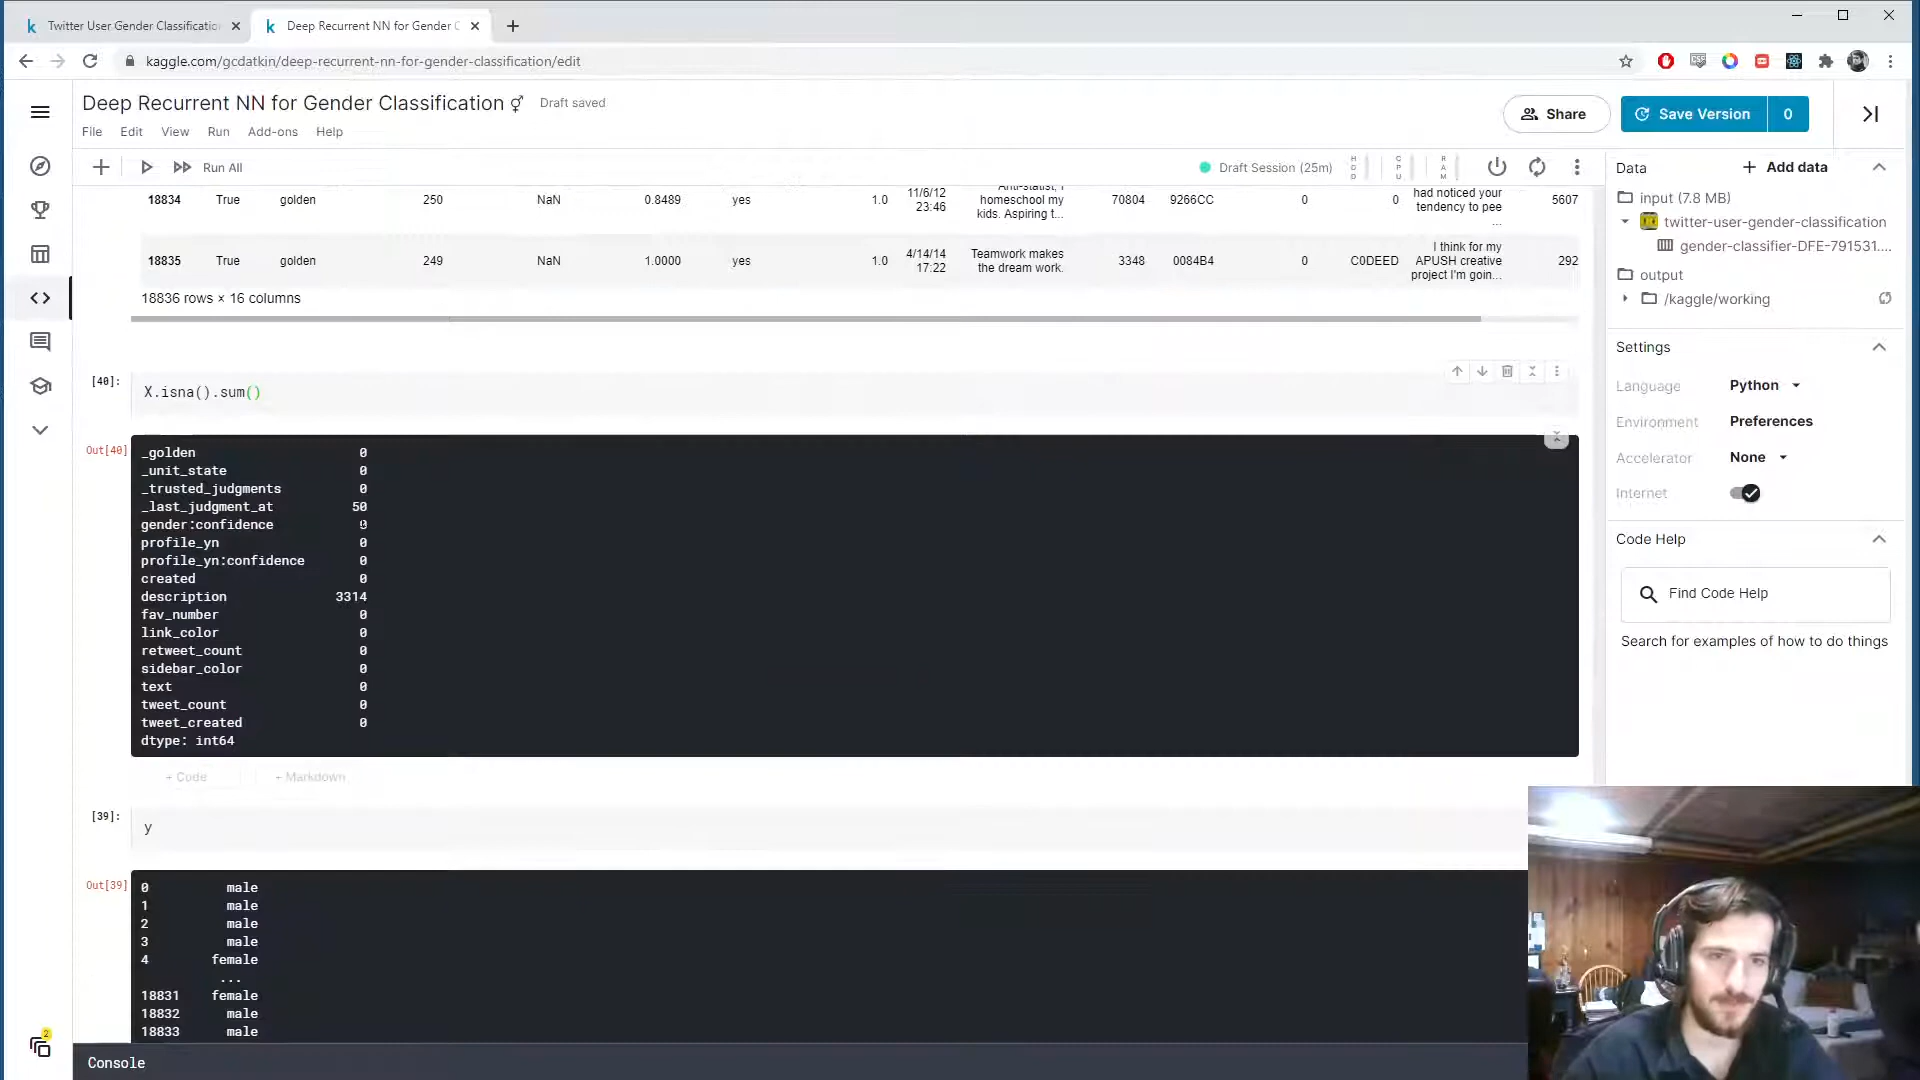 Twitter User Gender Classification
Deep Recurrent NN for Gender C
kaggle.com/gcdatkin/deep-recurrent-nn-for-gender-classification/edit
Deep Recurrent NN for Gender Classification ⚥ Draft saved
File Edit View Run Add-ons Help
Share
Save Version 0
Run All
Draft Session (25m)
HDD
CPU
RAM
18834 True golden 250 NaN 0.8489 yes 1.0 11/6/12 23:46 Anti-statist, I homeschool my kids. Aspiring t... 70804 9266CC 0 0 had noticed your tendency to pee ... 5607
18835 True golden 249 NaN 1.0000 yes 1.0 4/14/14 17:22 Teamwork makes the dream work. 3348 0084B4 0 C0DEED I think for my APUSH creative project I'm goin... 292
18836 rows × 16 columns
[40]: X.isna().sum()
Out[40]
_golden 0
_unit_state 0
_trusted_judgments 0
_last_judgment_at 50
gender:confidence 0
profile_yn 0
profile_yn:confidence 0
created 0
description 3314
fav_number 0
link_color 0
retweet_count 0
sidebar_color 0
text 0
tweet_count 0
tweet_created 0
dtype: int64
+ Code + Markdown
[39]: y
Out[39]
0 male
1 male
2 male
3 male
4 female
...
18831 female
18832 male
18833 male
Console
2
Data
Add data
input (7.8 MB)
twitter-user-gender-classification
gender-classifier-DFE-791531....
output
/kaggle/working
Settings
Language Python
Environment Preferences
Accelerator None
Internet
Code Help
Find Code Help
Search for examples of how to do things